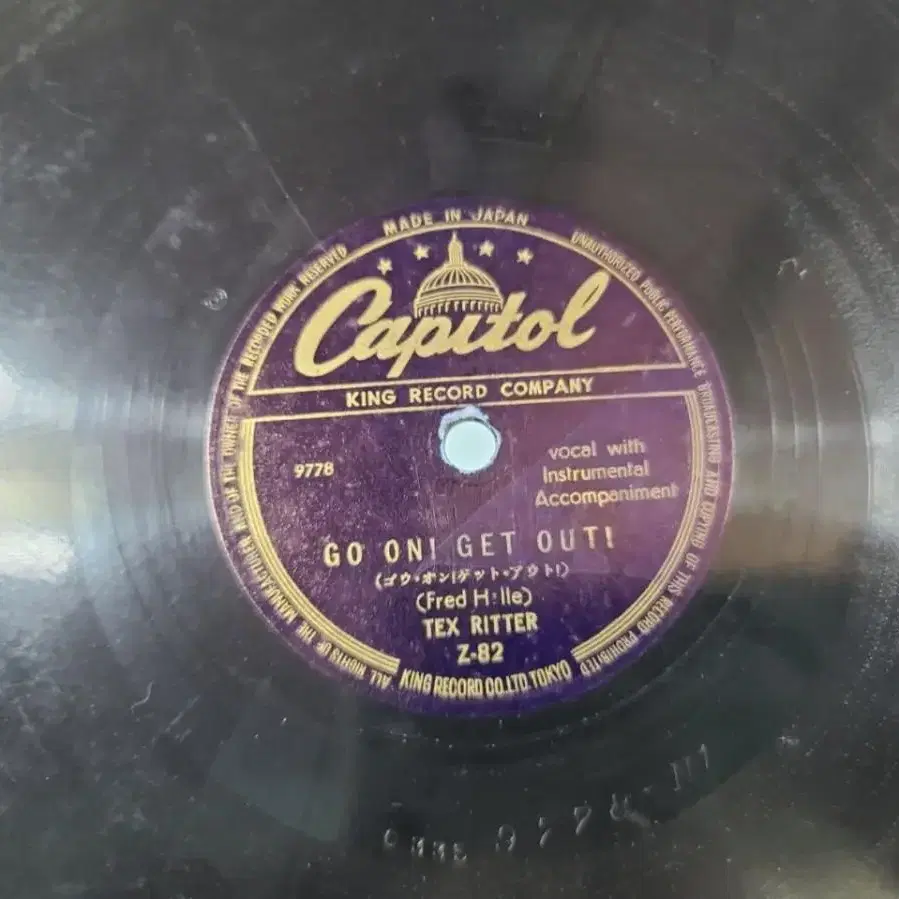 MADE IN JAPAN
Capitol
KING RECORD COMPANY
9778
vocal with
Instrumental
Accompaniment
GO ON! GET OUT!
(ゴウ・オン!ゲット・アウト!)
(Fred H:lle)
TEX RITTER
Z-82
KING RECORD CO.LTD.TOKYO
ALL RIGHTS OF THE MANUFACTURER AND OF THE OWNER OF THE RECORDED WORK RESERVED
UNAUTHORIZED PUBLIC PERFORMANCE BROADCASTING AND COPYING OF THIS RECORD PROHIBITED